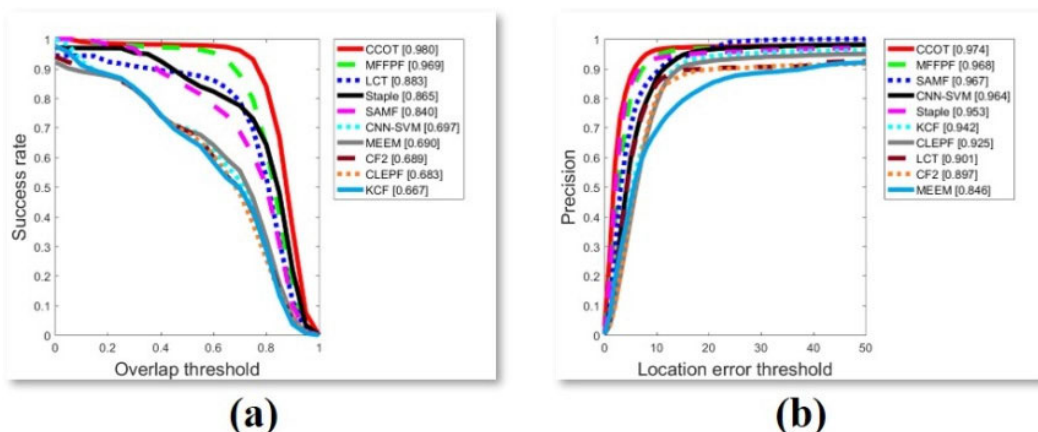 Success rate
1
0.9
0.8
0.7
0.6
0.5
0.4
0.3
0.2
0.1
0
0 0.2 0.4 0.6 0.8 1
Overlap threshold
CCOT [0.980]
MFFPF [0.969]
LCT [0.883]
Staple [0.865]
SAMF [0.840]
CNN-SVM [0.697]
MEEM [0.690]
CF2 [0.689]
CLEPF [0.683]
KCF [0.667]
(a)
Precision
1
0.9
0.8
0.7
0.6
0.5
0.4
0.3
0.2
0.1
0
0 10 20 30 40 50
Location error threshold
CCOT [0.974]
MFFPF [0.968]
SAMF [0.967]
CNN-SVM [0.964]
Staple [0.953]
KCF [0.942]
CLEPF [0.925]
LCT [0.901]
CF2 [0.897]
MEEM [0.846]
(b)